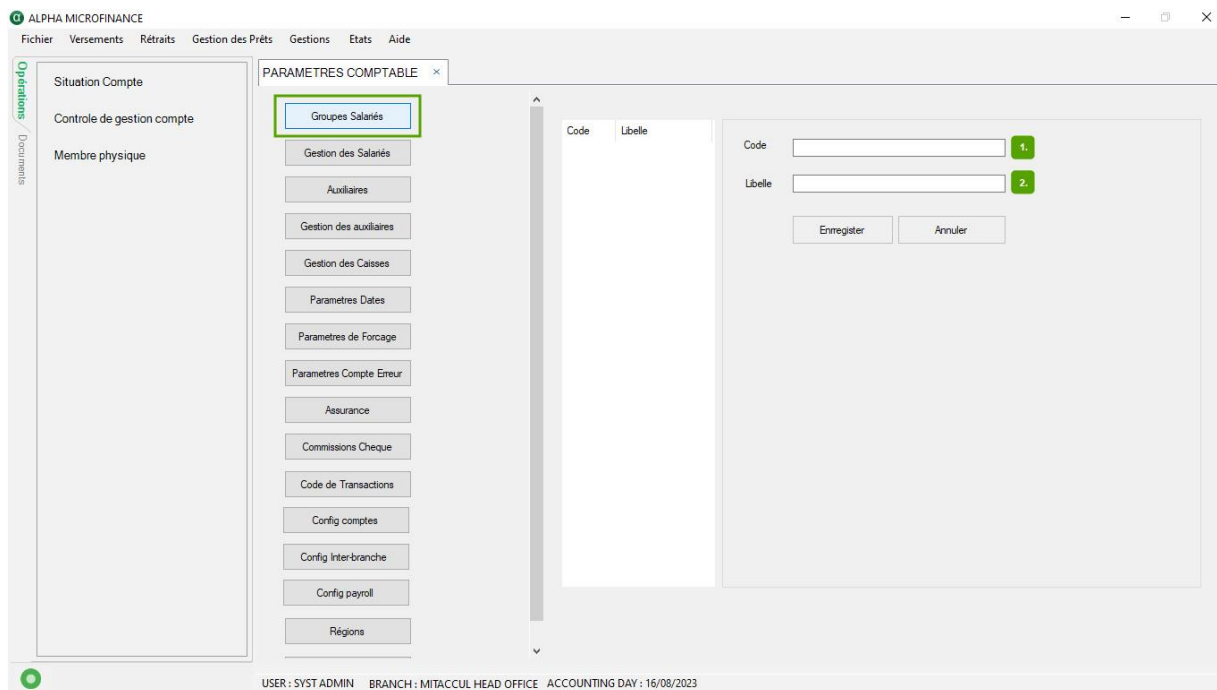 α ALPHA MICROFINANCE
Fichier Versements Rétraits Gestion des Prêts Gestions Etats Aide
Opérations
Documents
Situation Compte
Controle de gestion compte
Membre physique
PARAMETRES COMPTABLE ×
Groupes Salariés
Gestion des Salariés
Auxiliaires
Gestion des auxiliaires
Gestion des Caisses
Parametres Dates
Parametres de Forcage
Parametres Compte Erreur
Assurance
Commissions Cheque
Code de Transactions
Config comptes
Config Inter-branche
Config payroll
Régions
Code Libelle
Code 1.
Libelle 2.
Enrregister Annuler
USER : SYST ADMIN BRANCH : MITACCUL HEAD OFFICE ACCOUNTING DAY : 16/08/2023